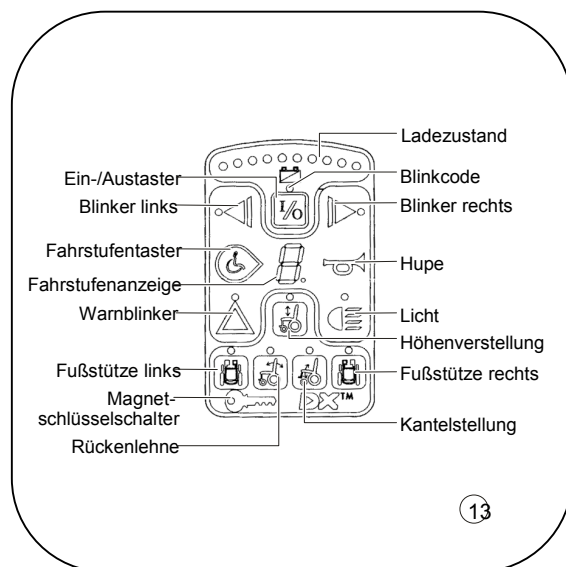 Ladezustand
Ein-/Austaster
Blinkcode
Blinker links
I/O
Blinker rechts
Fahrstufentaster
Fahrstufenanzeige
Hupe
Warnblinker
Licht
Höhenverstellung
Fußstütze links
Fußstütze rechts
Magnet-
schlüsselschalter
DX™
Kantelstellung
Rückenlehne
13